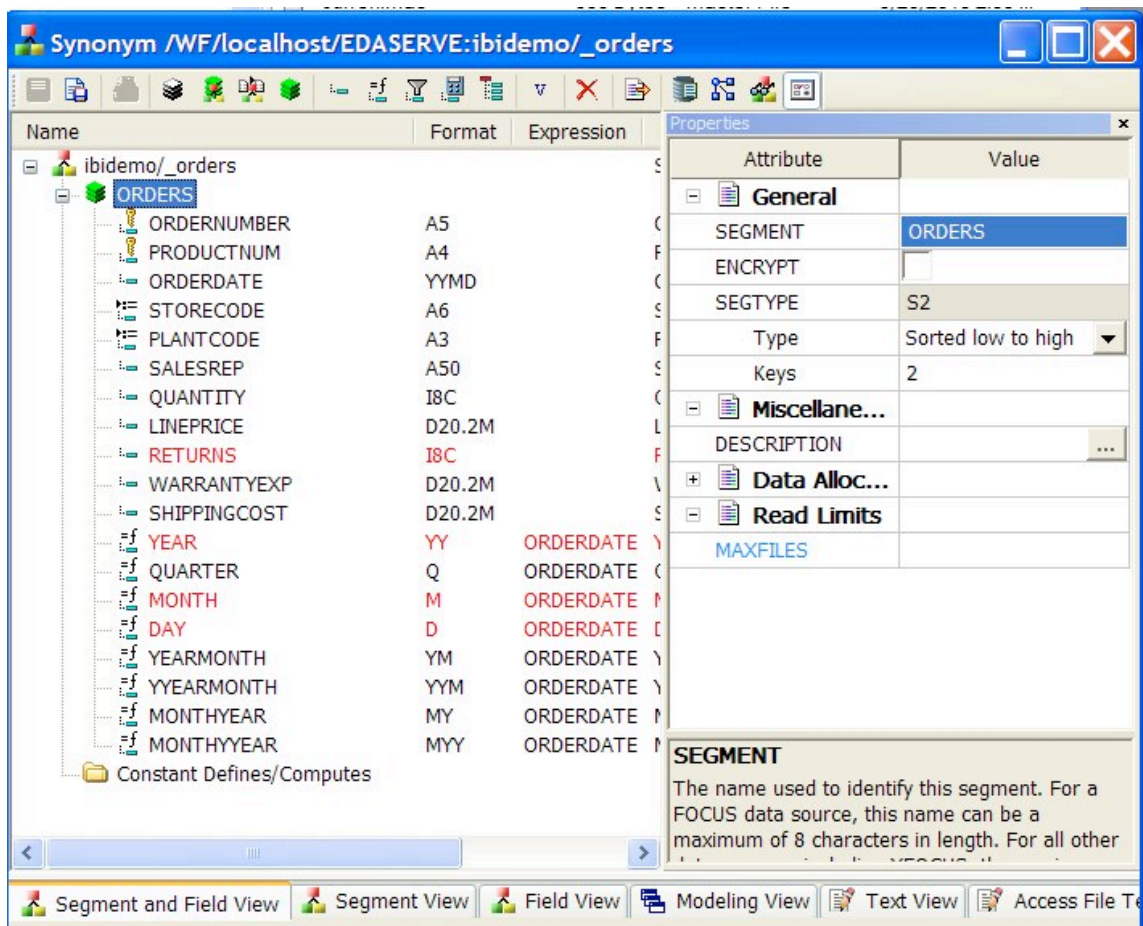 Synonym /WF/localhost/EDASERVE:ibidemo/_orders
Name Format Expression
ibidemo/_orders S
ORDERS
ORDERNUMBER A5
PRODUCTNUM A4
ORDERDATE YYMD
STORECODE A6
PLANTCODE A3
SALESREP A50
QUANTITY I8C
LINEPRICE D20.2M
RETURNS I8C
WARRANTYEXP D20.2M
SHIPPINGCOST D20.2M
YEAR YY ORDERDATE
QUARTER Q ORDERDATE
MONTH M ORDERDATE
DAY D ORDERDATE
YEARMONTH YM ORDERDATE
YYEARMONTH YYM ORDERDATE
MONTHYEAR MY ORDERDATE
MONTHYYEAR MYY ORDERDATE
Constant Defines/Computes
Properties
Attribute Value
General
SEGMENT ORDERS
ENCRYPT
SEGTYPE S2
Type Sorted low to high
Keys 2
Miscellane...
DESCRIPTION ...
Data Alloc...
Read Limits
MAXFILES
SEGMENT
The name used to identify this segment. For a
FOCUS data source, this name can be a
maximum of 8 characters in length. For all other
Segment and Field View Segment View Field View Modeling View Text View Access File Te